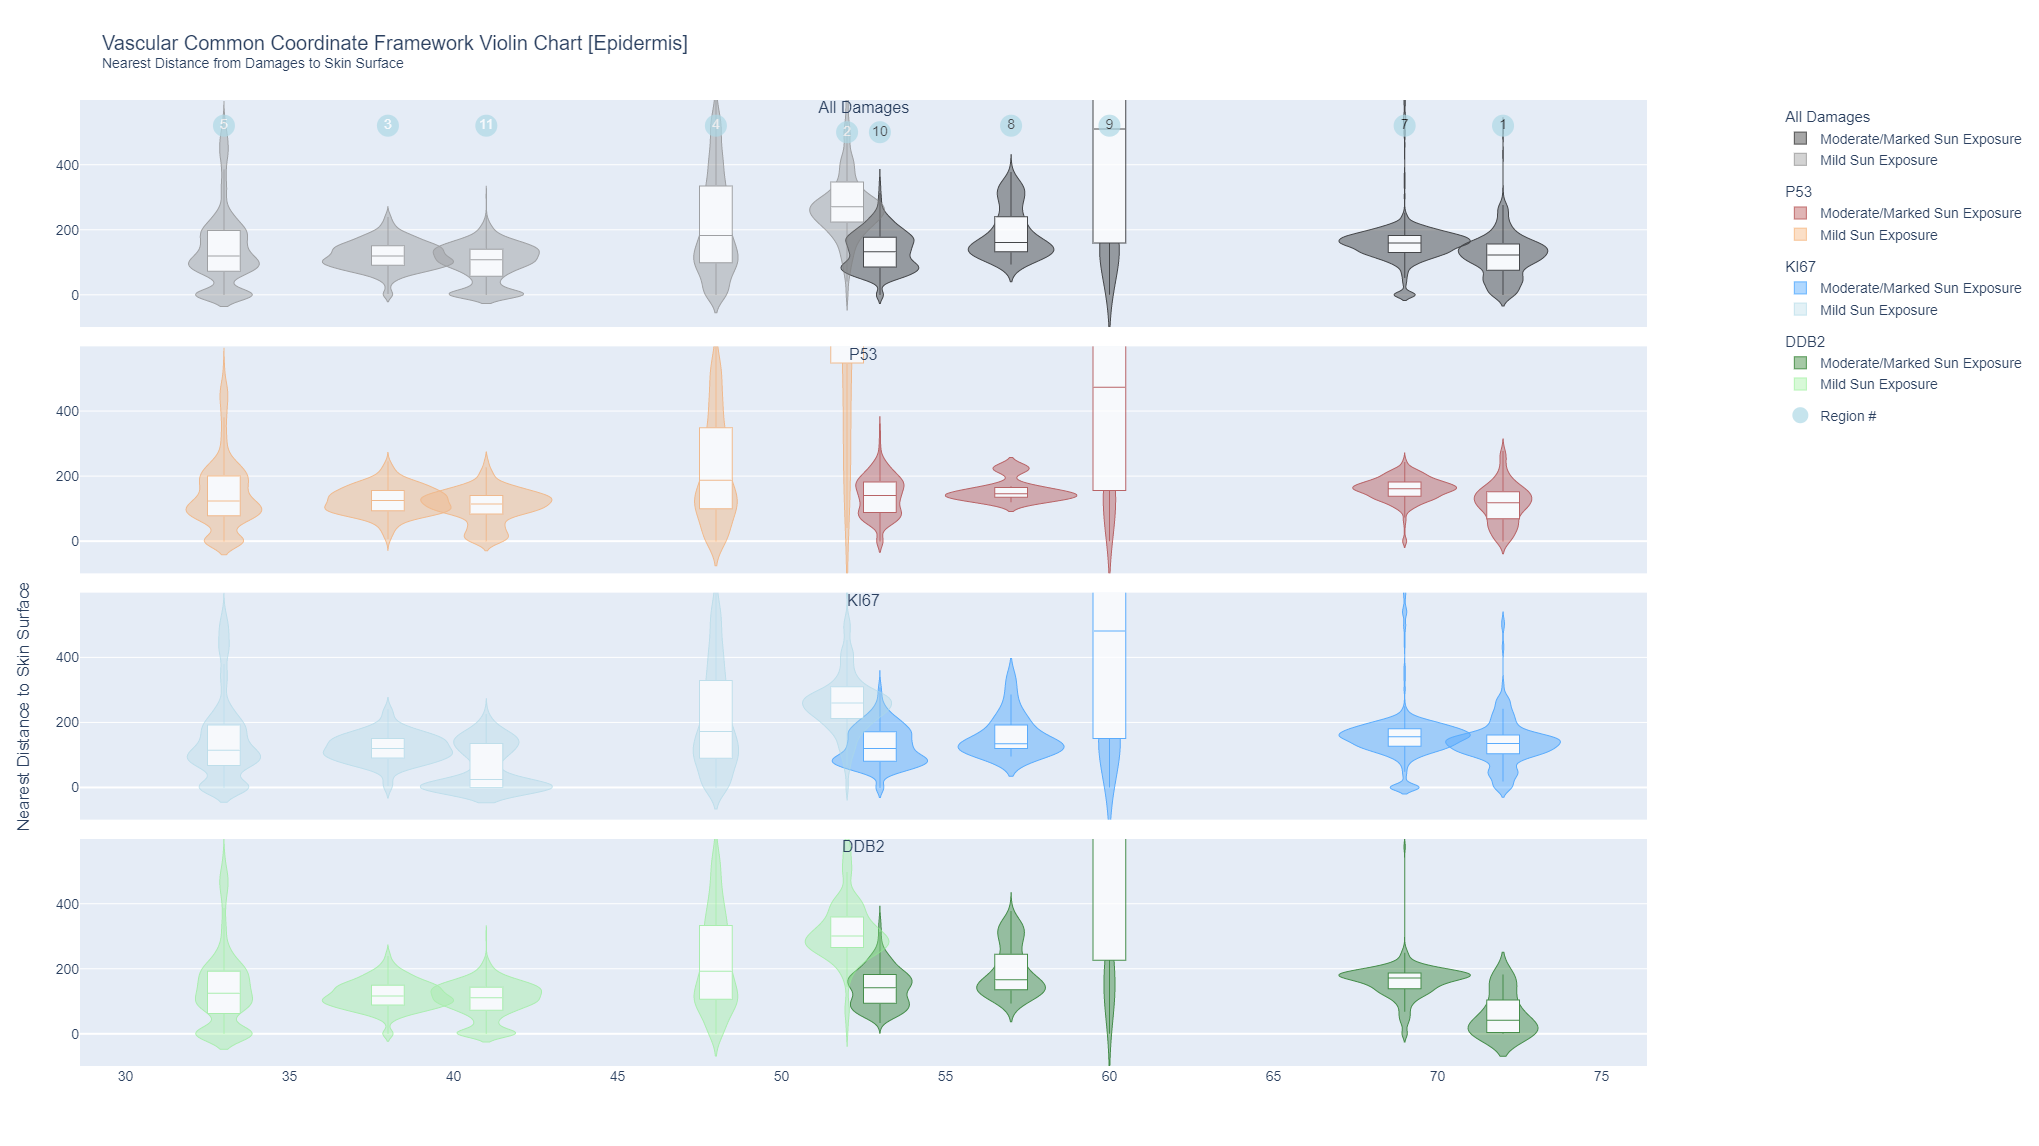 Vascular Common Coordinate Framework Violin Chart [Epidermis]
Nearest Distance from Damages to Skin Surface
All Damages
5 3 11 4 2 10 8 9 7 1
400
200
0
P53
400
200
0
KI67
400
200
0
DDB2
400
200
0
30 35 40 45 50 55 60 65 70 75
Nearest Distance to Skin Surface
All Damages
Moderate/Marked Sun Exposure
Mild Sun Exposure
P53
Moderate/Marked Sun Exposure
Mild Sun Exposure
KI67
Moderate/Marked Sun Exposure
Mild Sun Exposure
DDB2
Moderate/Marked Sun Exposure
Mild Sun Exposure
Region #